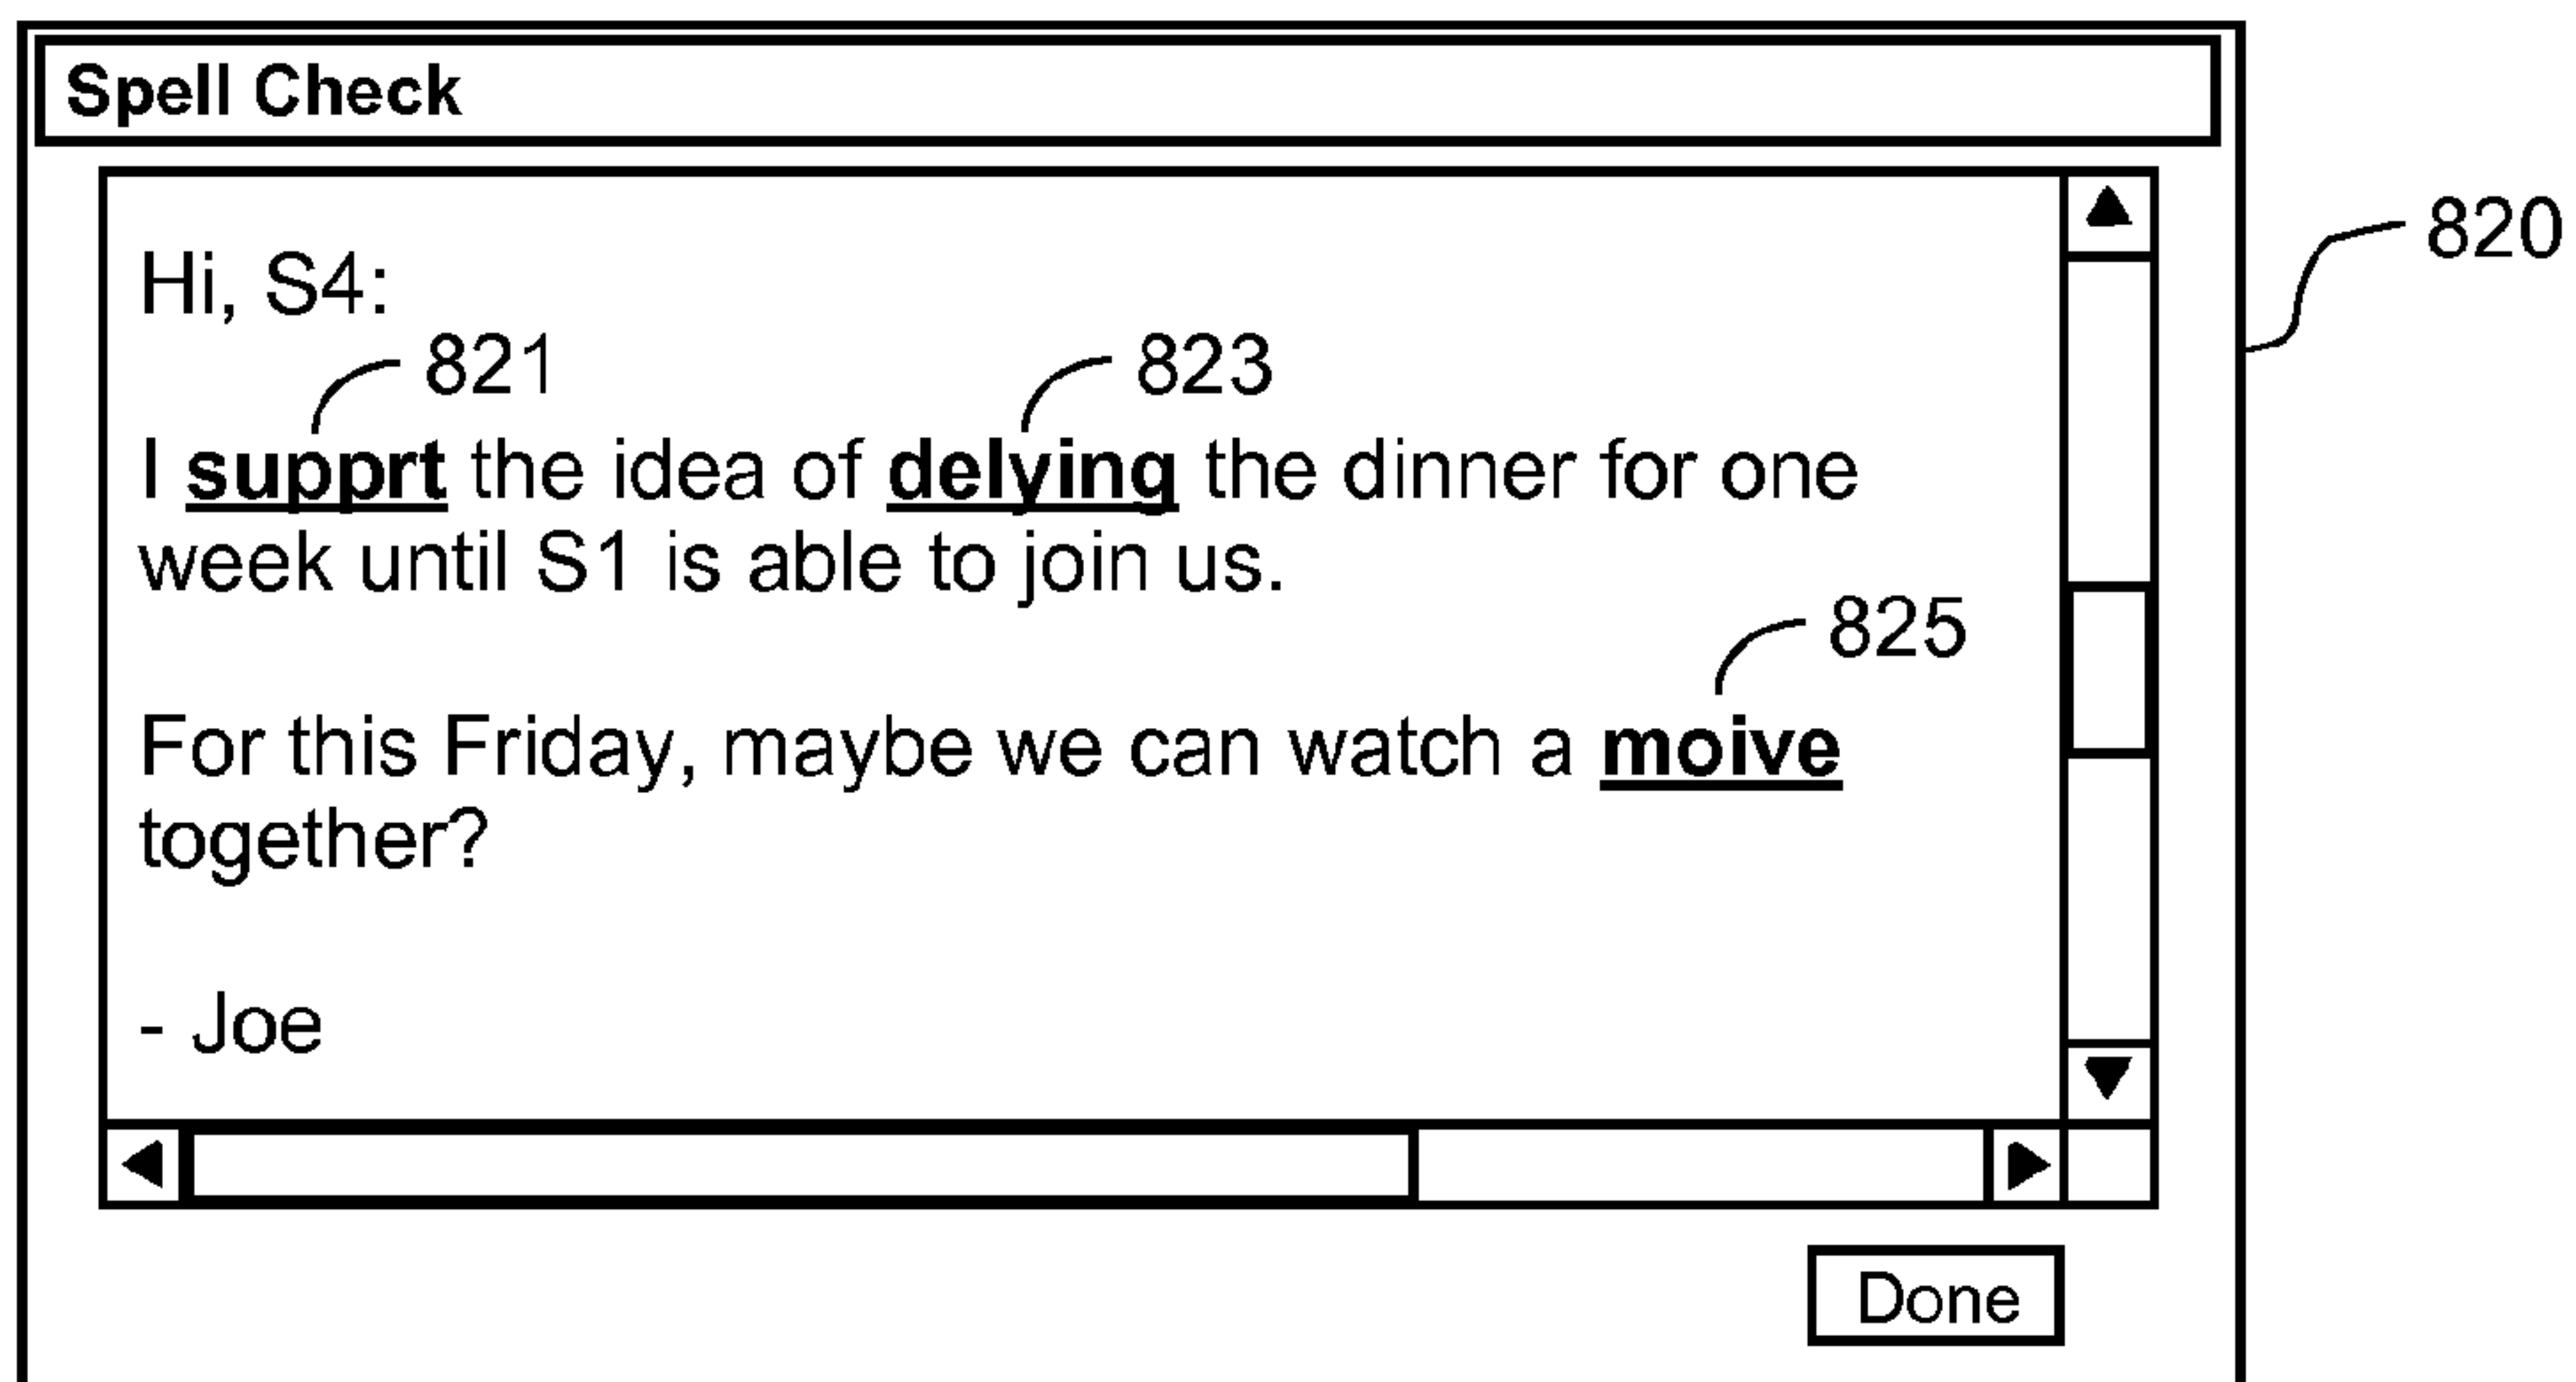 Spell Check
820
Hi, S4:
821 823
I supprt the idea of delying the dinner for one
week until S1 is able to join us.
825
For this Friday, maybe we can watch a moive
together?
- Joe
Done